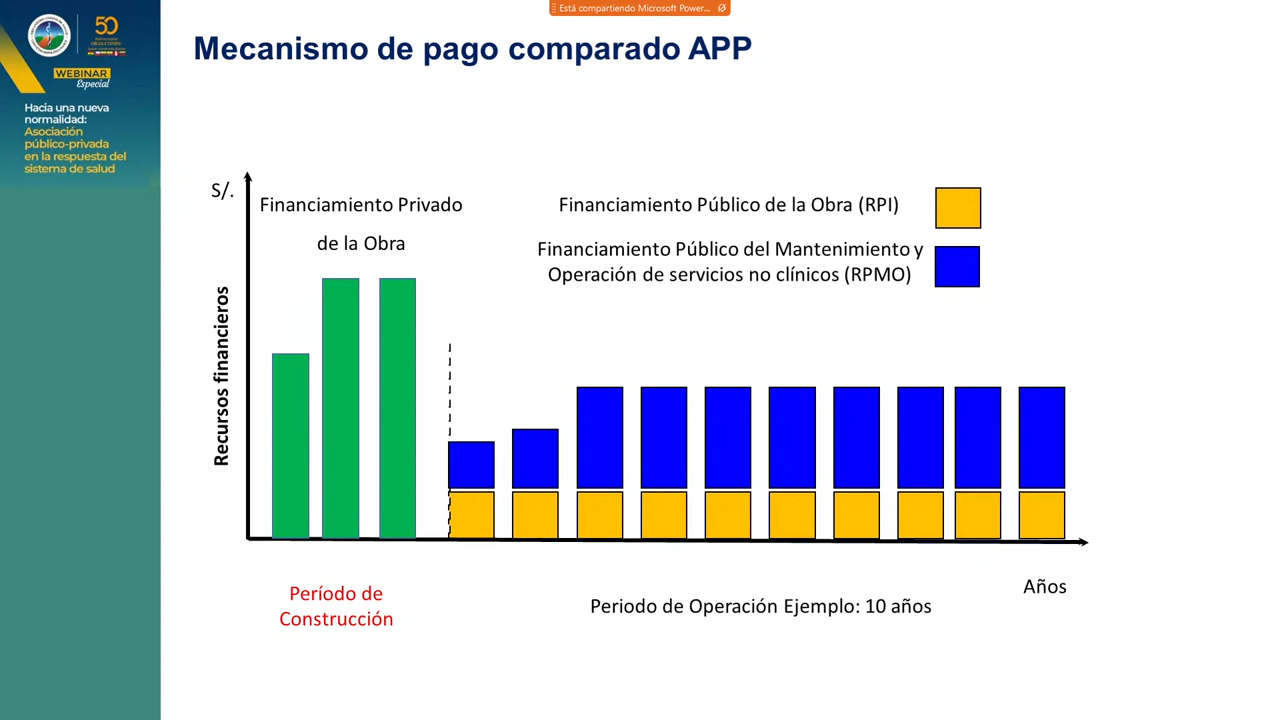 Está compartiendo Microsoft Power...
Mecanismo de pago comparado APP
50
WEBINAR
Especial
Hacia una nueva
normalidad:
Asociación
público-privada
en la respuesta del
sistema de salud
S/.
Financiamiento Privado
de la Obra
Financiamiento Público de la Obra (RPI)
Financiamiento Público del Mantenimiento y
Operación de servicios no clínicos (RPMO)
Recursos financieros
Período de
Construcción
Periodo de Operación Ejemplo: 10 años
Años